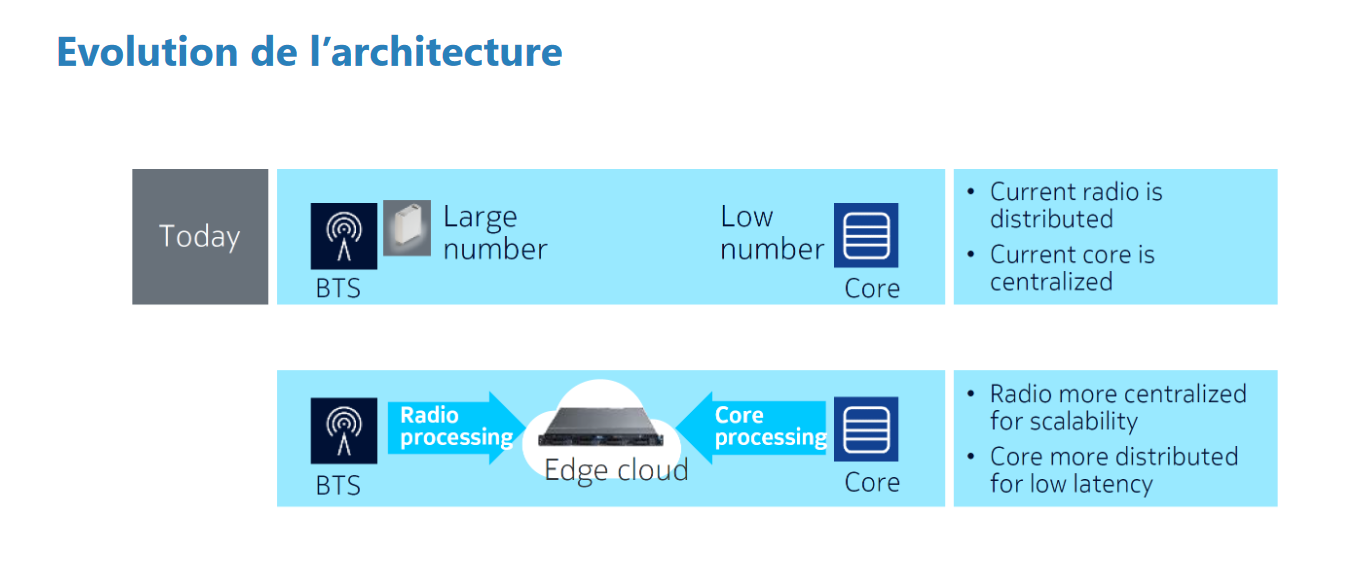 Evolution de l’architecture
Today
BTS
Large
number
Low
number
Core
• Current radio is
distributed
• Current core is
centralized
BTS
Radio
processing
Edge cloud
Core
processing
Core
• Radio more centralized
for scalability
• Core more distributed
for low latency